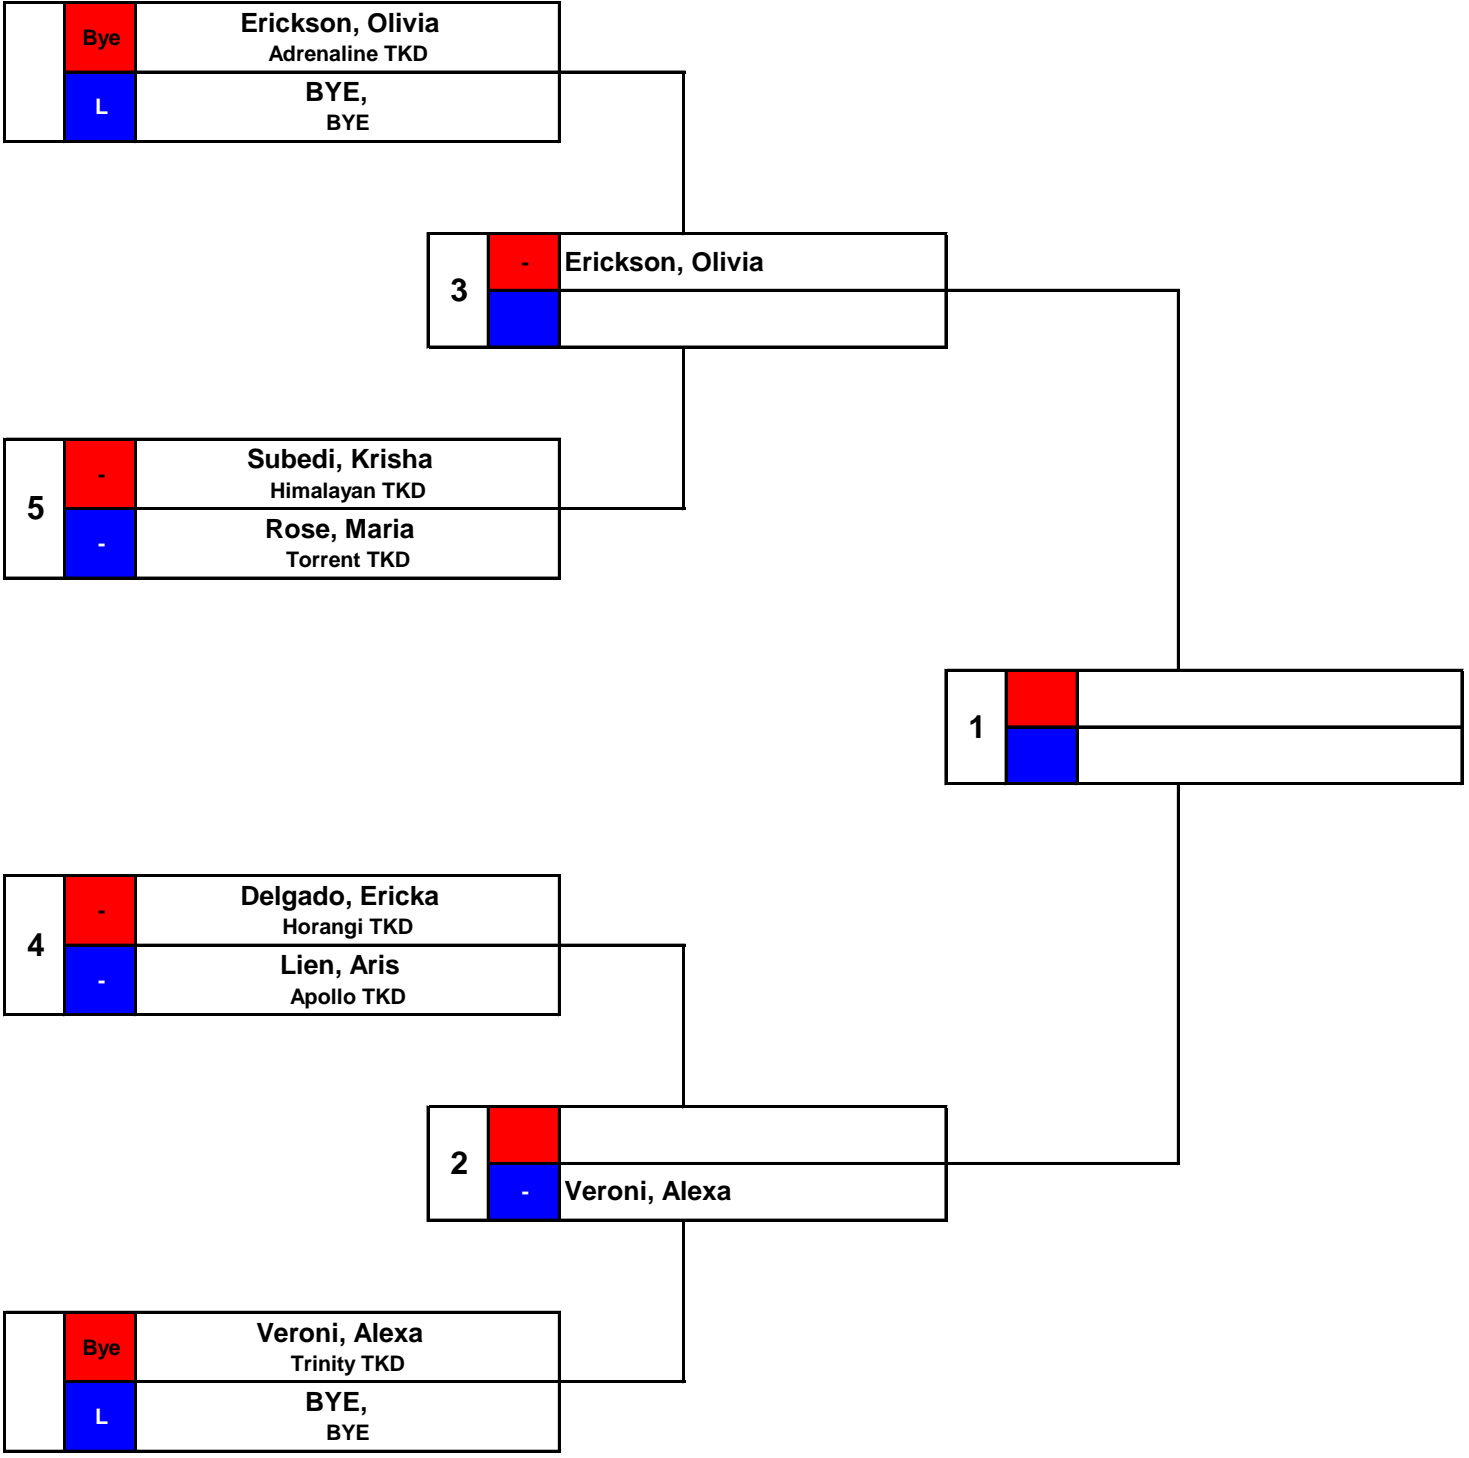 Bye
Erickson, Olivia
Adrenaline TKD
L
BYE,
BYE
3
-
Erickson, Olivia
5
-
Subedi, Krisha
Himalayan TKD
-
Rose, Maria
Torrent TKD
1
4
-
Delgado, Ericka
Horangi TKD
-
Lien, Aris
Apollo TKD
2
-
Veroni, Alexa
Bye
Veroni, Alexa
Trinity TKD
L
BYE,
BYE